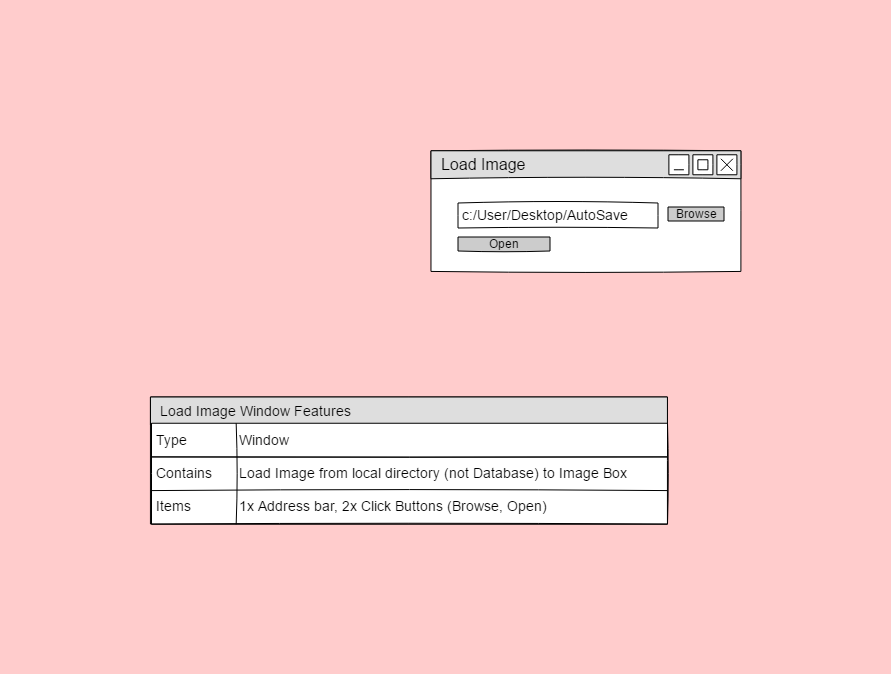 Load Image
c:/User/Desktop/AutoSave
Browse
Open
Load Image Window Features
Type Window
Contains Load Image from local directory (not Database) to Image Box
Items 1x Address bar, 2x Click Buttons (Browse, Open)